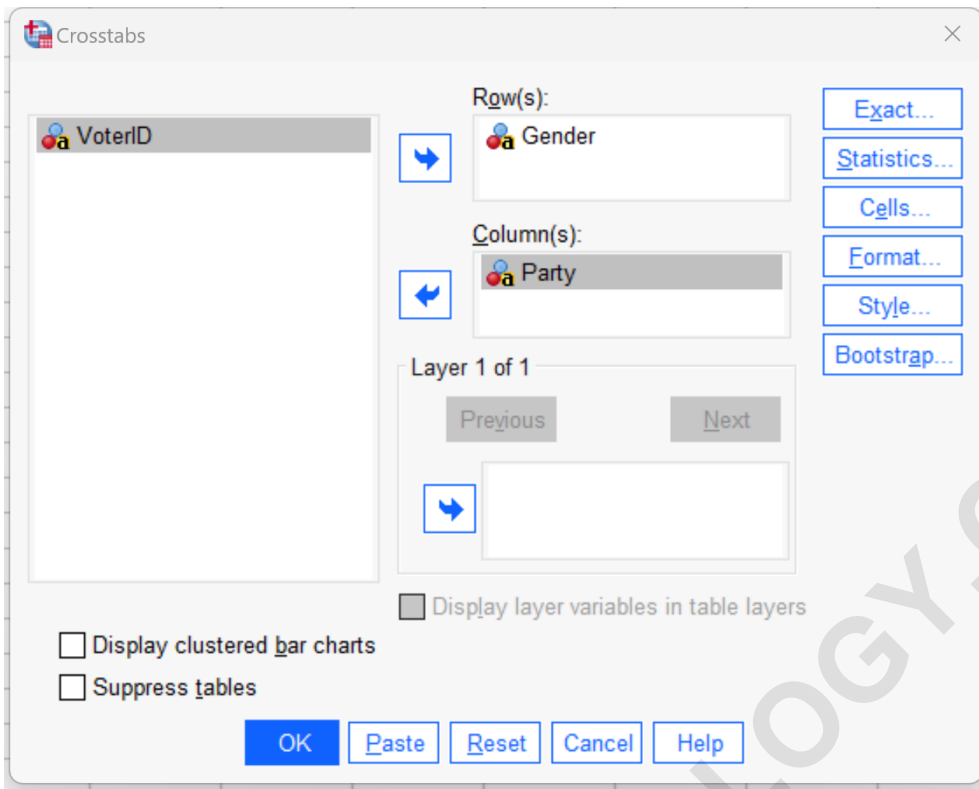 Crosstabs
VoterID
Row(s):
Gender
Column(s):
Party
Layer 1 of 1
Previous
Next
Display layer variables in table layers
Exact...
Statistics...
Cells...
Format...
Style...
Bootstrap...
Display clustered bar charts
Suppress tables
OK
Paste
Reset
Cancel
Help
LOGY.